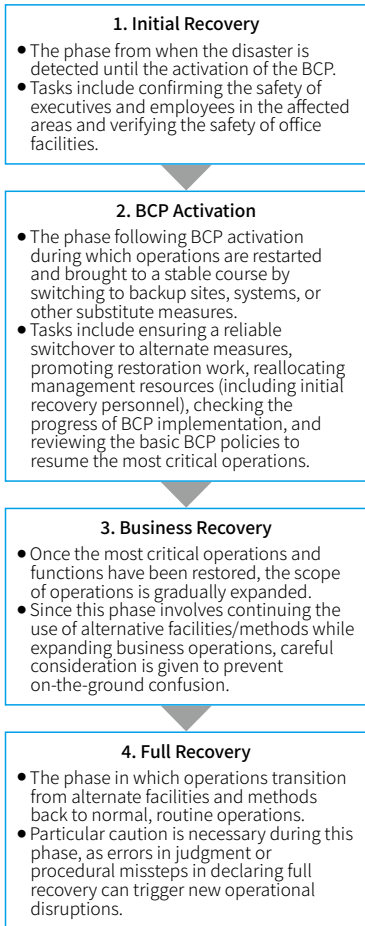 1. Initial Recovery
● The phase from when the disaster is
detected until the activation of the BCP.
● Tasks include confirming the safety of
executives and employees in the affected
areas and verifying the safety of office
facilities.
2. BCP Activation
● The phase following BCP activation
during which operations are restarted
and brought to a stable course by
switching to backup sites, systems, or
other substitute measures.
● Tasks include ensuring a reliable
switchover to alternate measures,
promoting restoration work, reallocating
management resources (including initial
recovery personnel), checking the
progress of BCP implementation, and
reviewing the basic BCP policies to
resume the most critical operations.
3. Business Recovery
● Once the most critical operations and
functions have been restored, the scope
of operations is gradually expanded.
● Since this phase involves continuing the
use of alternative facilities/methods while
expanding business operations, careful
consideration is given to prevent
on-the-ground confusion.
4. Full Recovery
● The phase in which operations transition
from alternate facilities and methods
back to normal, routine operations.
● Particular caution is necessary during this
phase, as errors in judgment or
procedural missteps in declaring full
recovery can trigger new operational
disruptions.